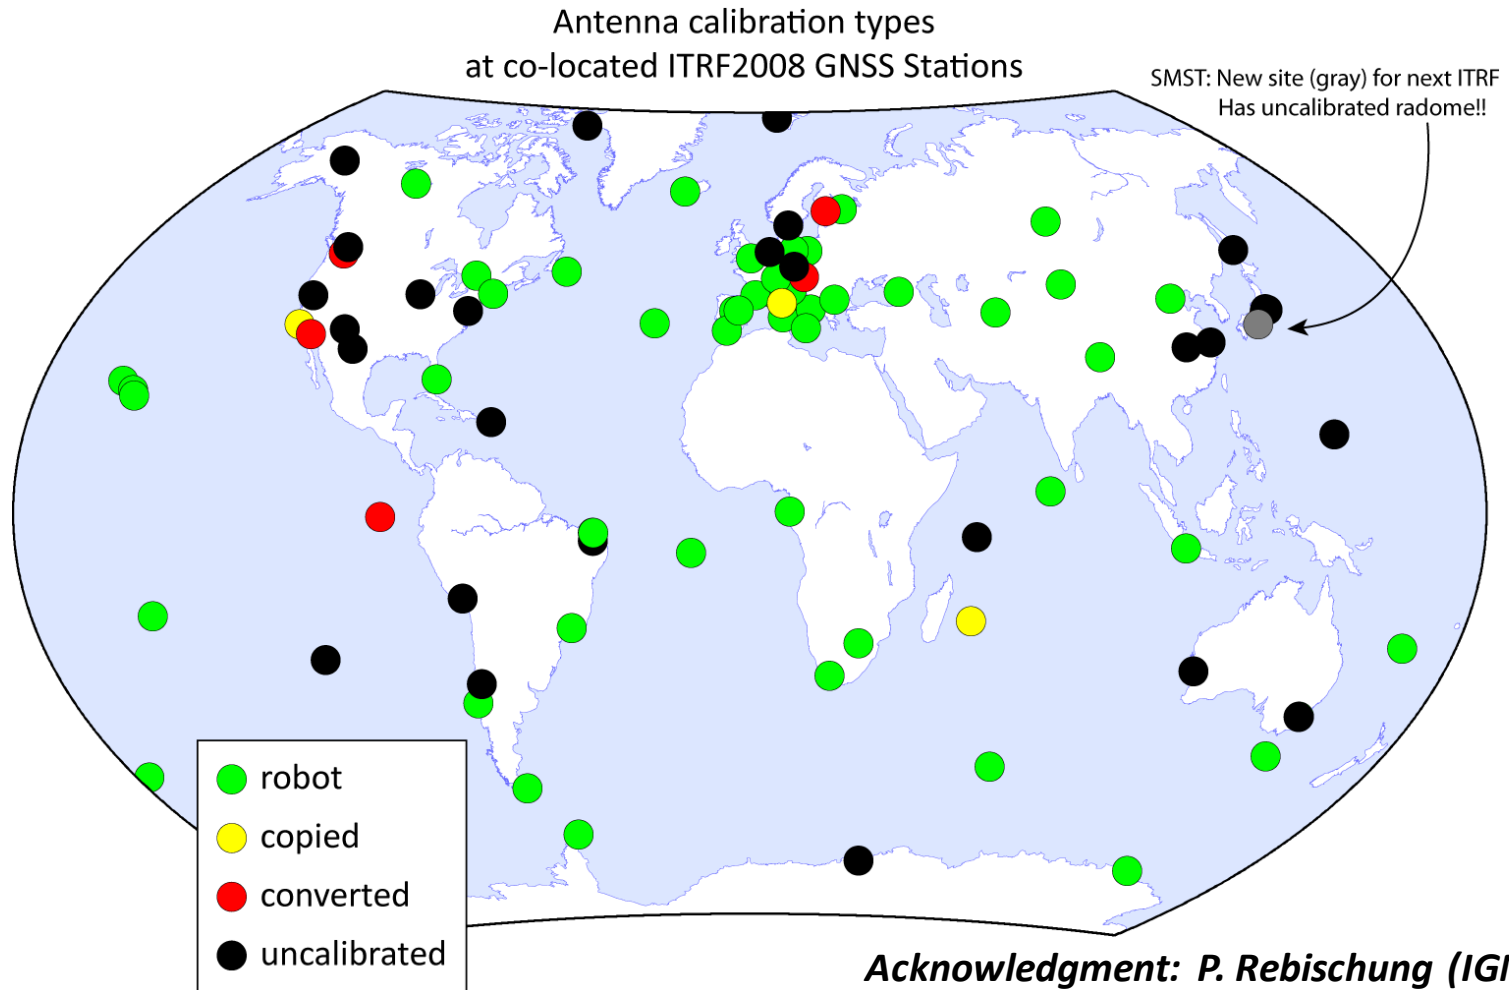 Antenna calibration types
at co-located ITRF2008 GNSS Stations
SMST: New site (gray) for next ITRF
Has uncalibrated radome!!
robot
copied
converted
uncalibrated
Acknowledgment: P. Rebischung (IGN